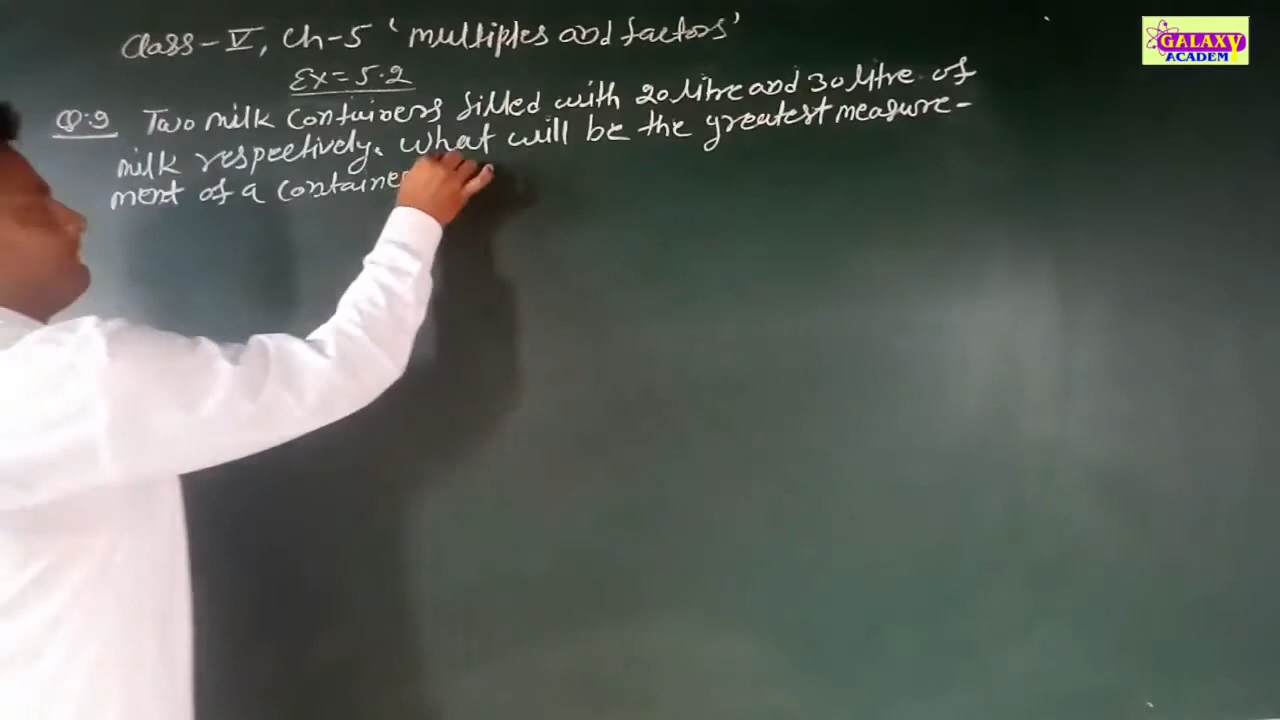 Class-V, Ch-5 'multiples and factors'
Ex=5.2
Q.9 Two milk containers filled with 20 litre and 30 litre of
milk respectively. What will be the greatest measure-
ment of a container
GALAXY
ACADEMY